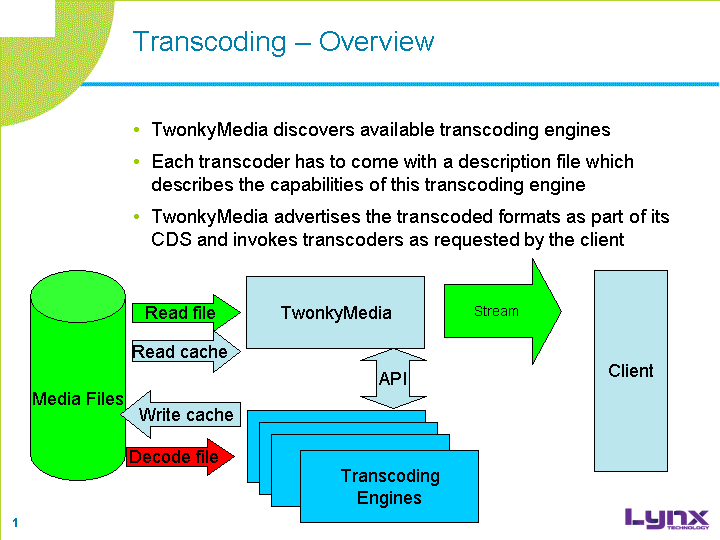 Transcoding – Overview
• TwonkyMedia discovers available transcoding engines
• Each transcoder has to come with a description file which
describes the capabilities of this transcoding engine
• TwonkyMedia advertises the transcoded formats as part of its
CDS and invokes transcoders as requested by the client
Read file
TwonkyMedia
Stream
Read cache
API
Client
Media Files
Write cache
Decode file
Transcoding
Engines
1
Lynx
TECHNOLOGY